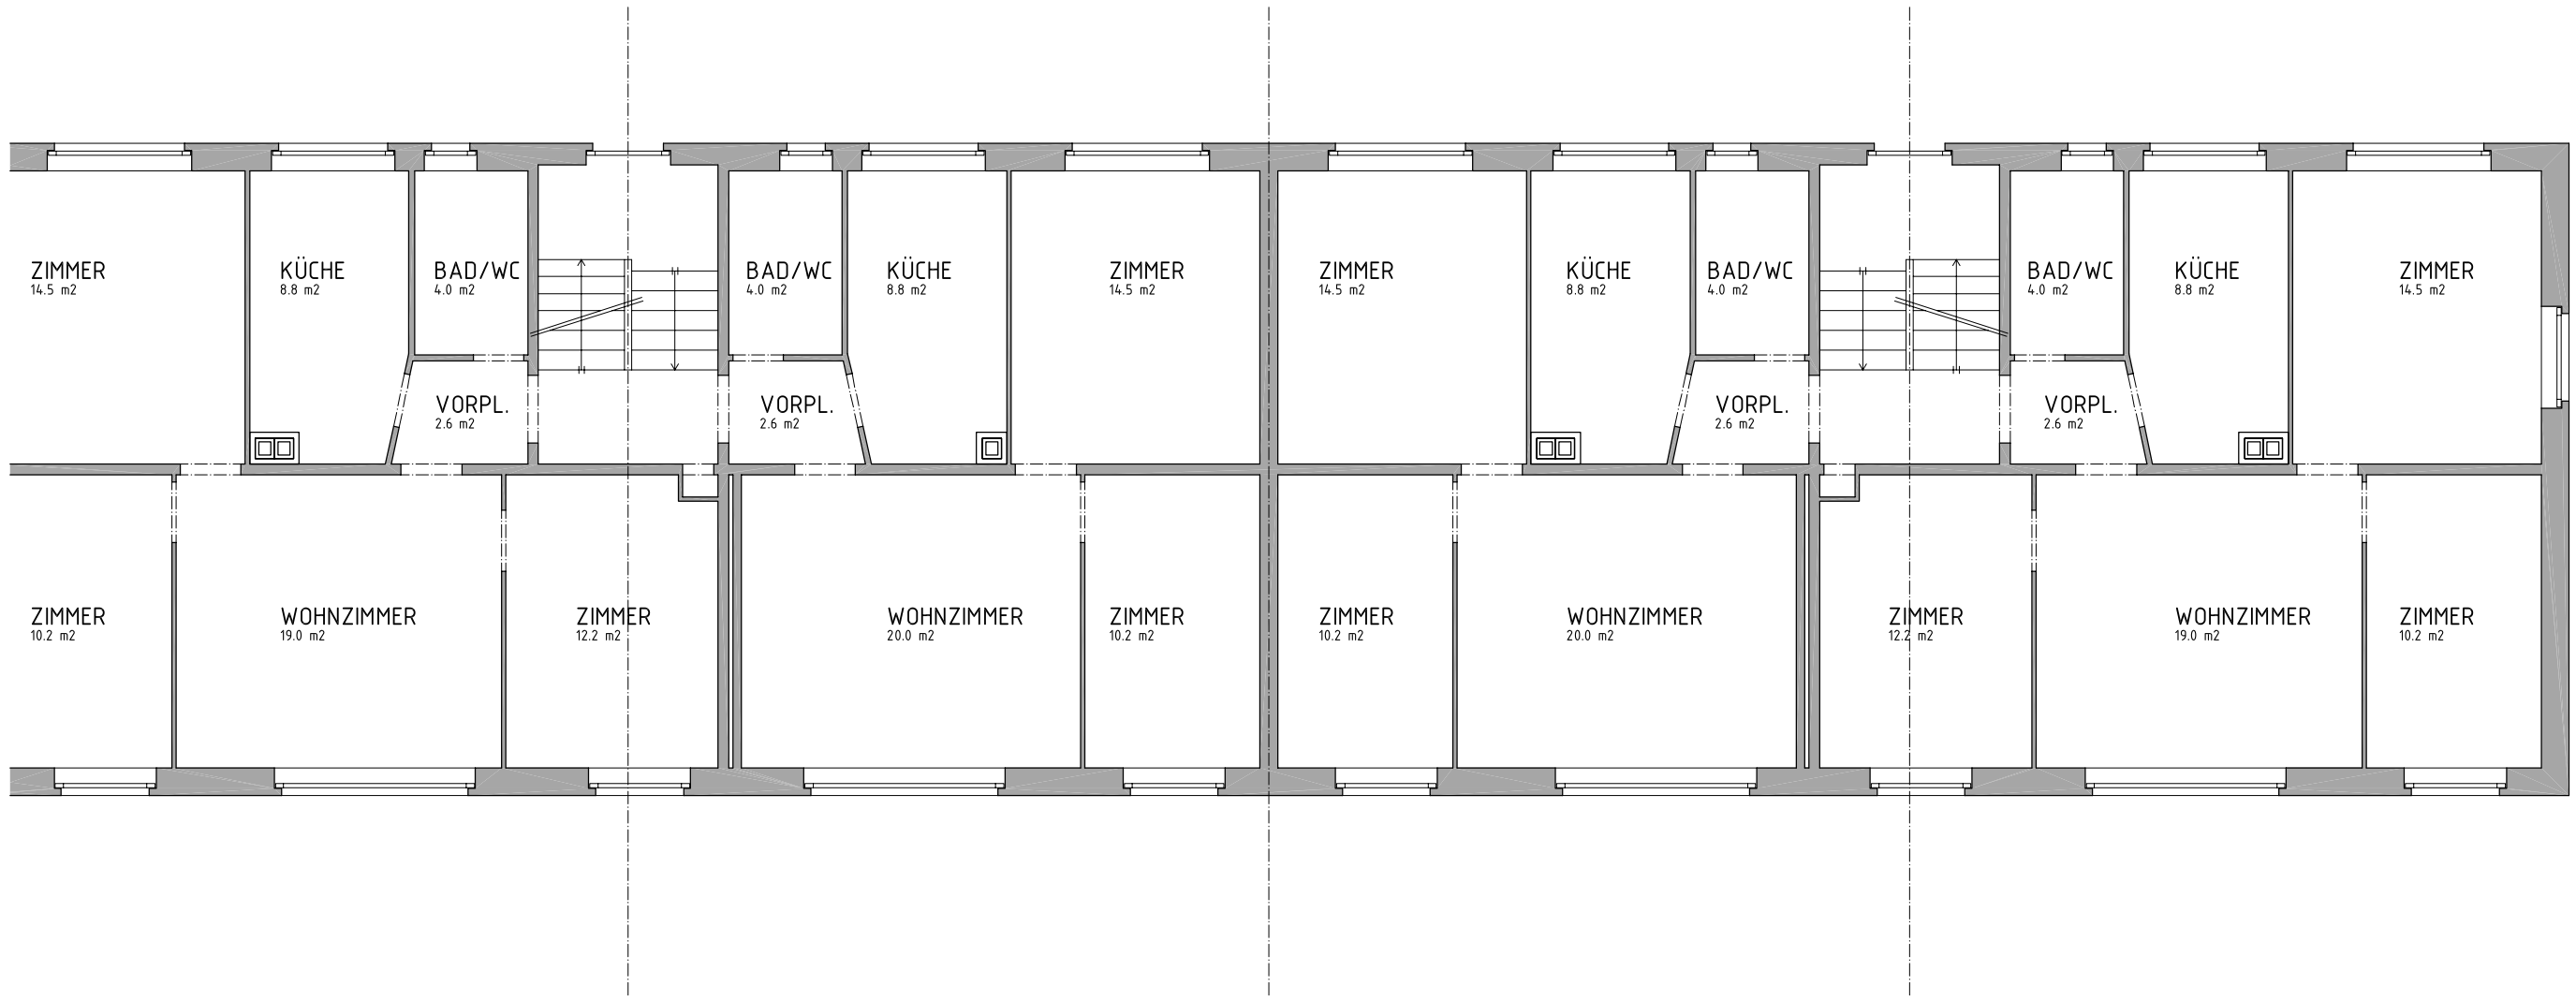 ZIMMER
14.5 m2
KÜCHE
8.8 m2
BAD/WC
4.0 m2
BAD/WC
4.0 m2
KÜCHE
8.8 m2
ZIMMER
14.5 m2
ZIMMER
14.5 m2
KÜCHE
8.8 m2
BAD/WC
4.0 m2
BAD/WC
4.0 m2
KÜCHE
8.8 m2
ZIMMER
14.5 m2
VORPL.
2.6 m2
VORPL.
2.6 m2
VORPL.
2.6 m2
VORPL.
2.6 m2
ZIMMER
10.2 m2
WOHNZIMMER
19.0 m2
ZIMMER
12.2 m2
WOHNZIMMER
20.0 m2
ZIMMER
10.2 m2
ZIMMER
10.2 m2
WOHNZIMMER
20.0 m2
ZIMMER
12.2 m2
WOHNZIMMER
19.0 m2
ZIMMER
10.2 m2